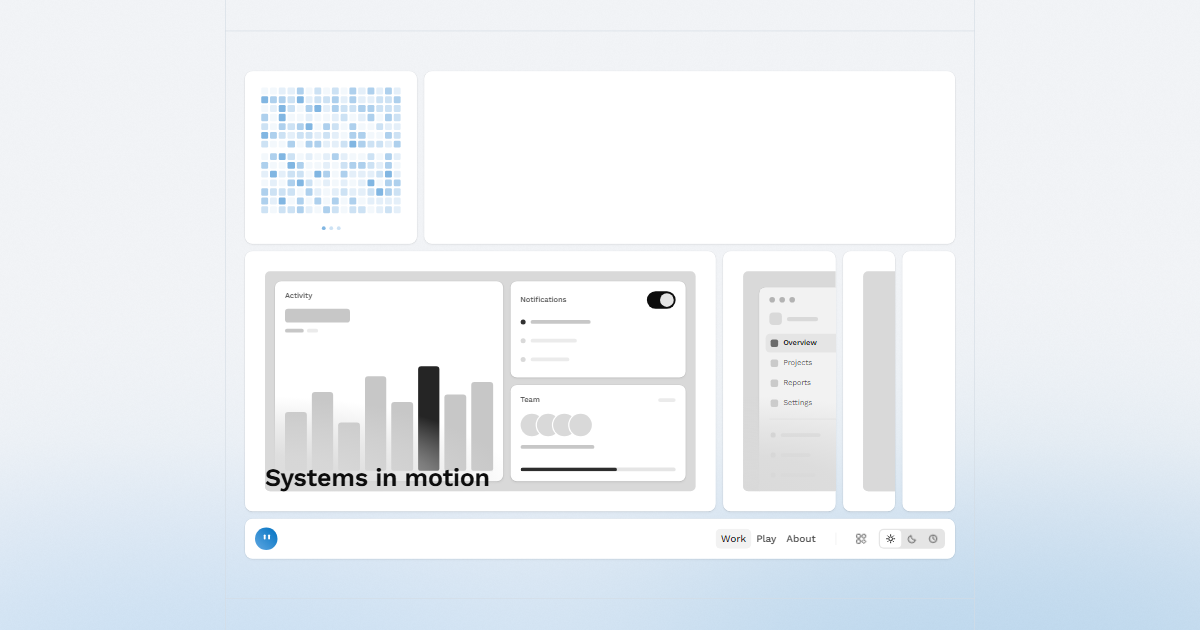 Activity
Notifications
Team
Overview
Projects
Reports
Settings
Systems in motion
Work
Play
About